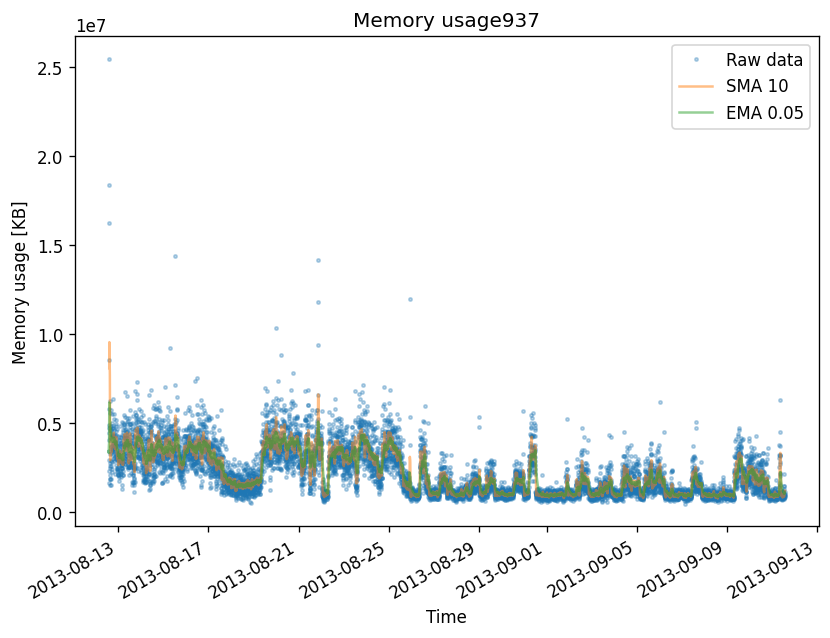 Memory usage937
1e7
Raw data
SMA 10
EMA 0.05
2.5
2.0
1.5
1.0
0.5
0.0
Memory usage [KB]
2013-08-13
2013-08-17
2013-08-21
2013-08-25
2013-08-29
2013-09-01
2013-09-05
2013-09-09
2013-09-13
Time